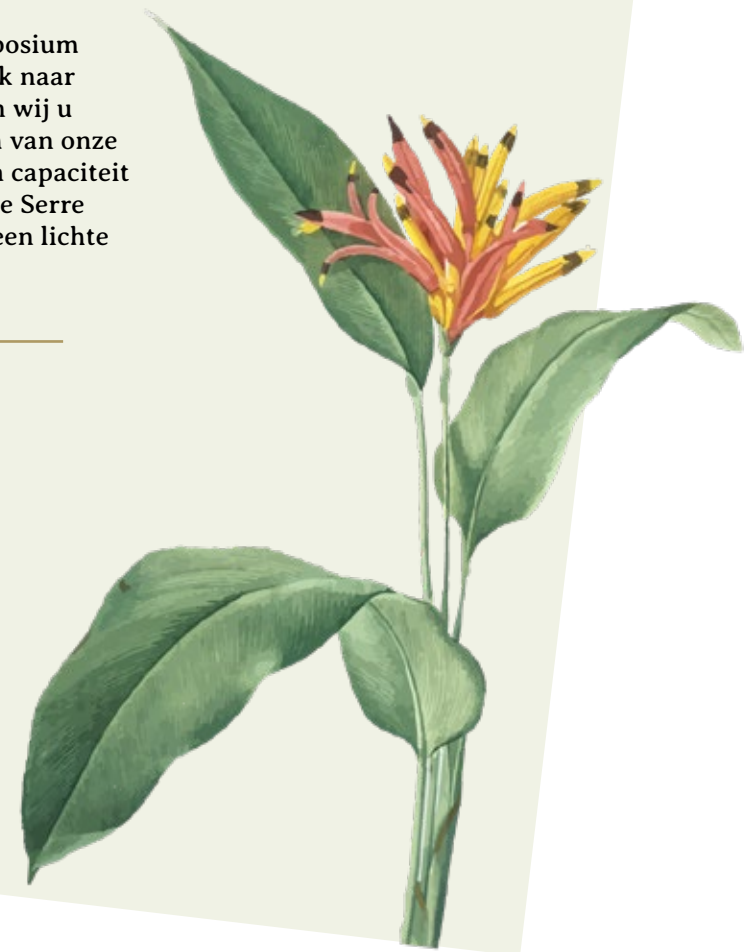 posium
k naar
n wij u
n van onze
n capaciteit
e Serre
een lichte